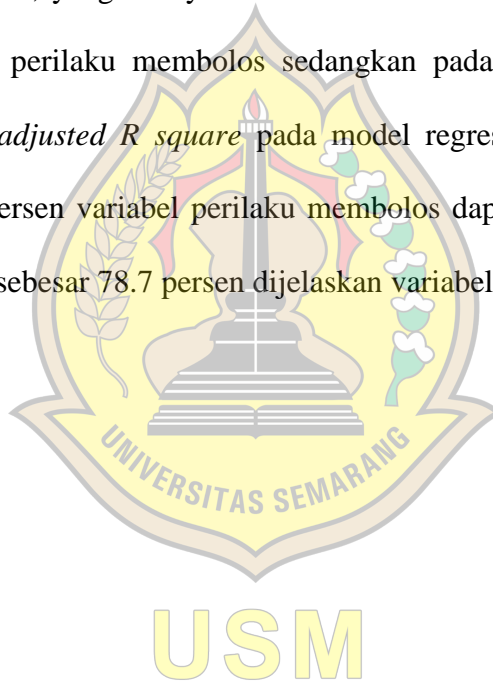 perilaku membolos sedangkan pada
adjusted R square pada model regres
ersen variabel perilaku membolos dap
sebesar 78.7 persen dijelaskan variabel
UNIVERSITAS SEMARANG
USM